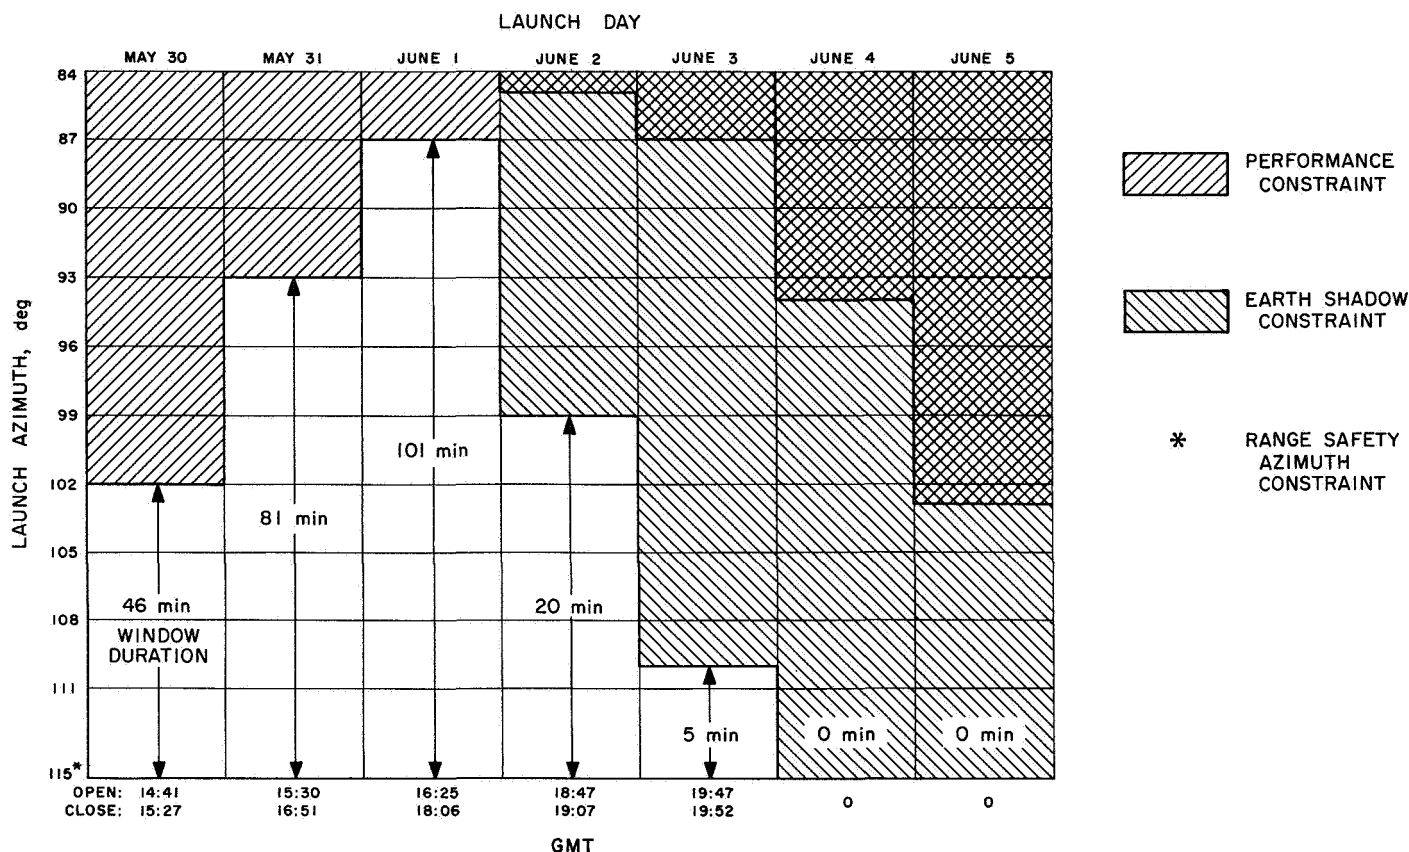 LAUNCH DAY
MAY 30 MAY 31 JUNE 1 JUNE 2 JUNE 3 JUNE 4 JUNE 5
84
87
90
93
96
99
102
105
108
111
115*
LAUNCH AZIMUTH, deg
46 min
WINDOW
DURATION
81 min
101 min
20 min
5 min
0 min
0 min
OPEN: 14:41 15:30 16:25 18:47 19:47 0 0
CLOSE: 15:27 16:51 18:06 19:07 19:52
GMT
PERFORMANCE
CONSTRAINT
EARTH SHADOW
CONSTRAINT
* RANGE SAFETY
AZIMUTH
CONSTRAINT